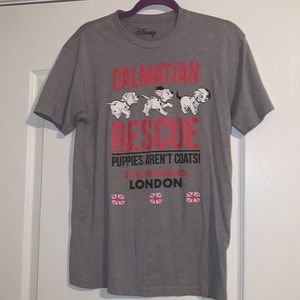 Disney
DALMATIAN
RESCUE
PUPPIES AREN'T COATS!
LONDON